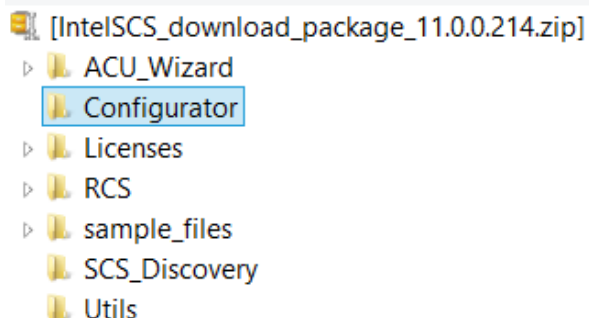 [IntelSCS_download_package_11.0.0.214.zip]
ACU_Wizard
Configurator
Licenses
RCS
sample_files
SCS_Discovery
Utils